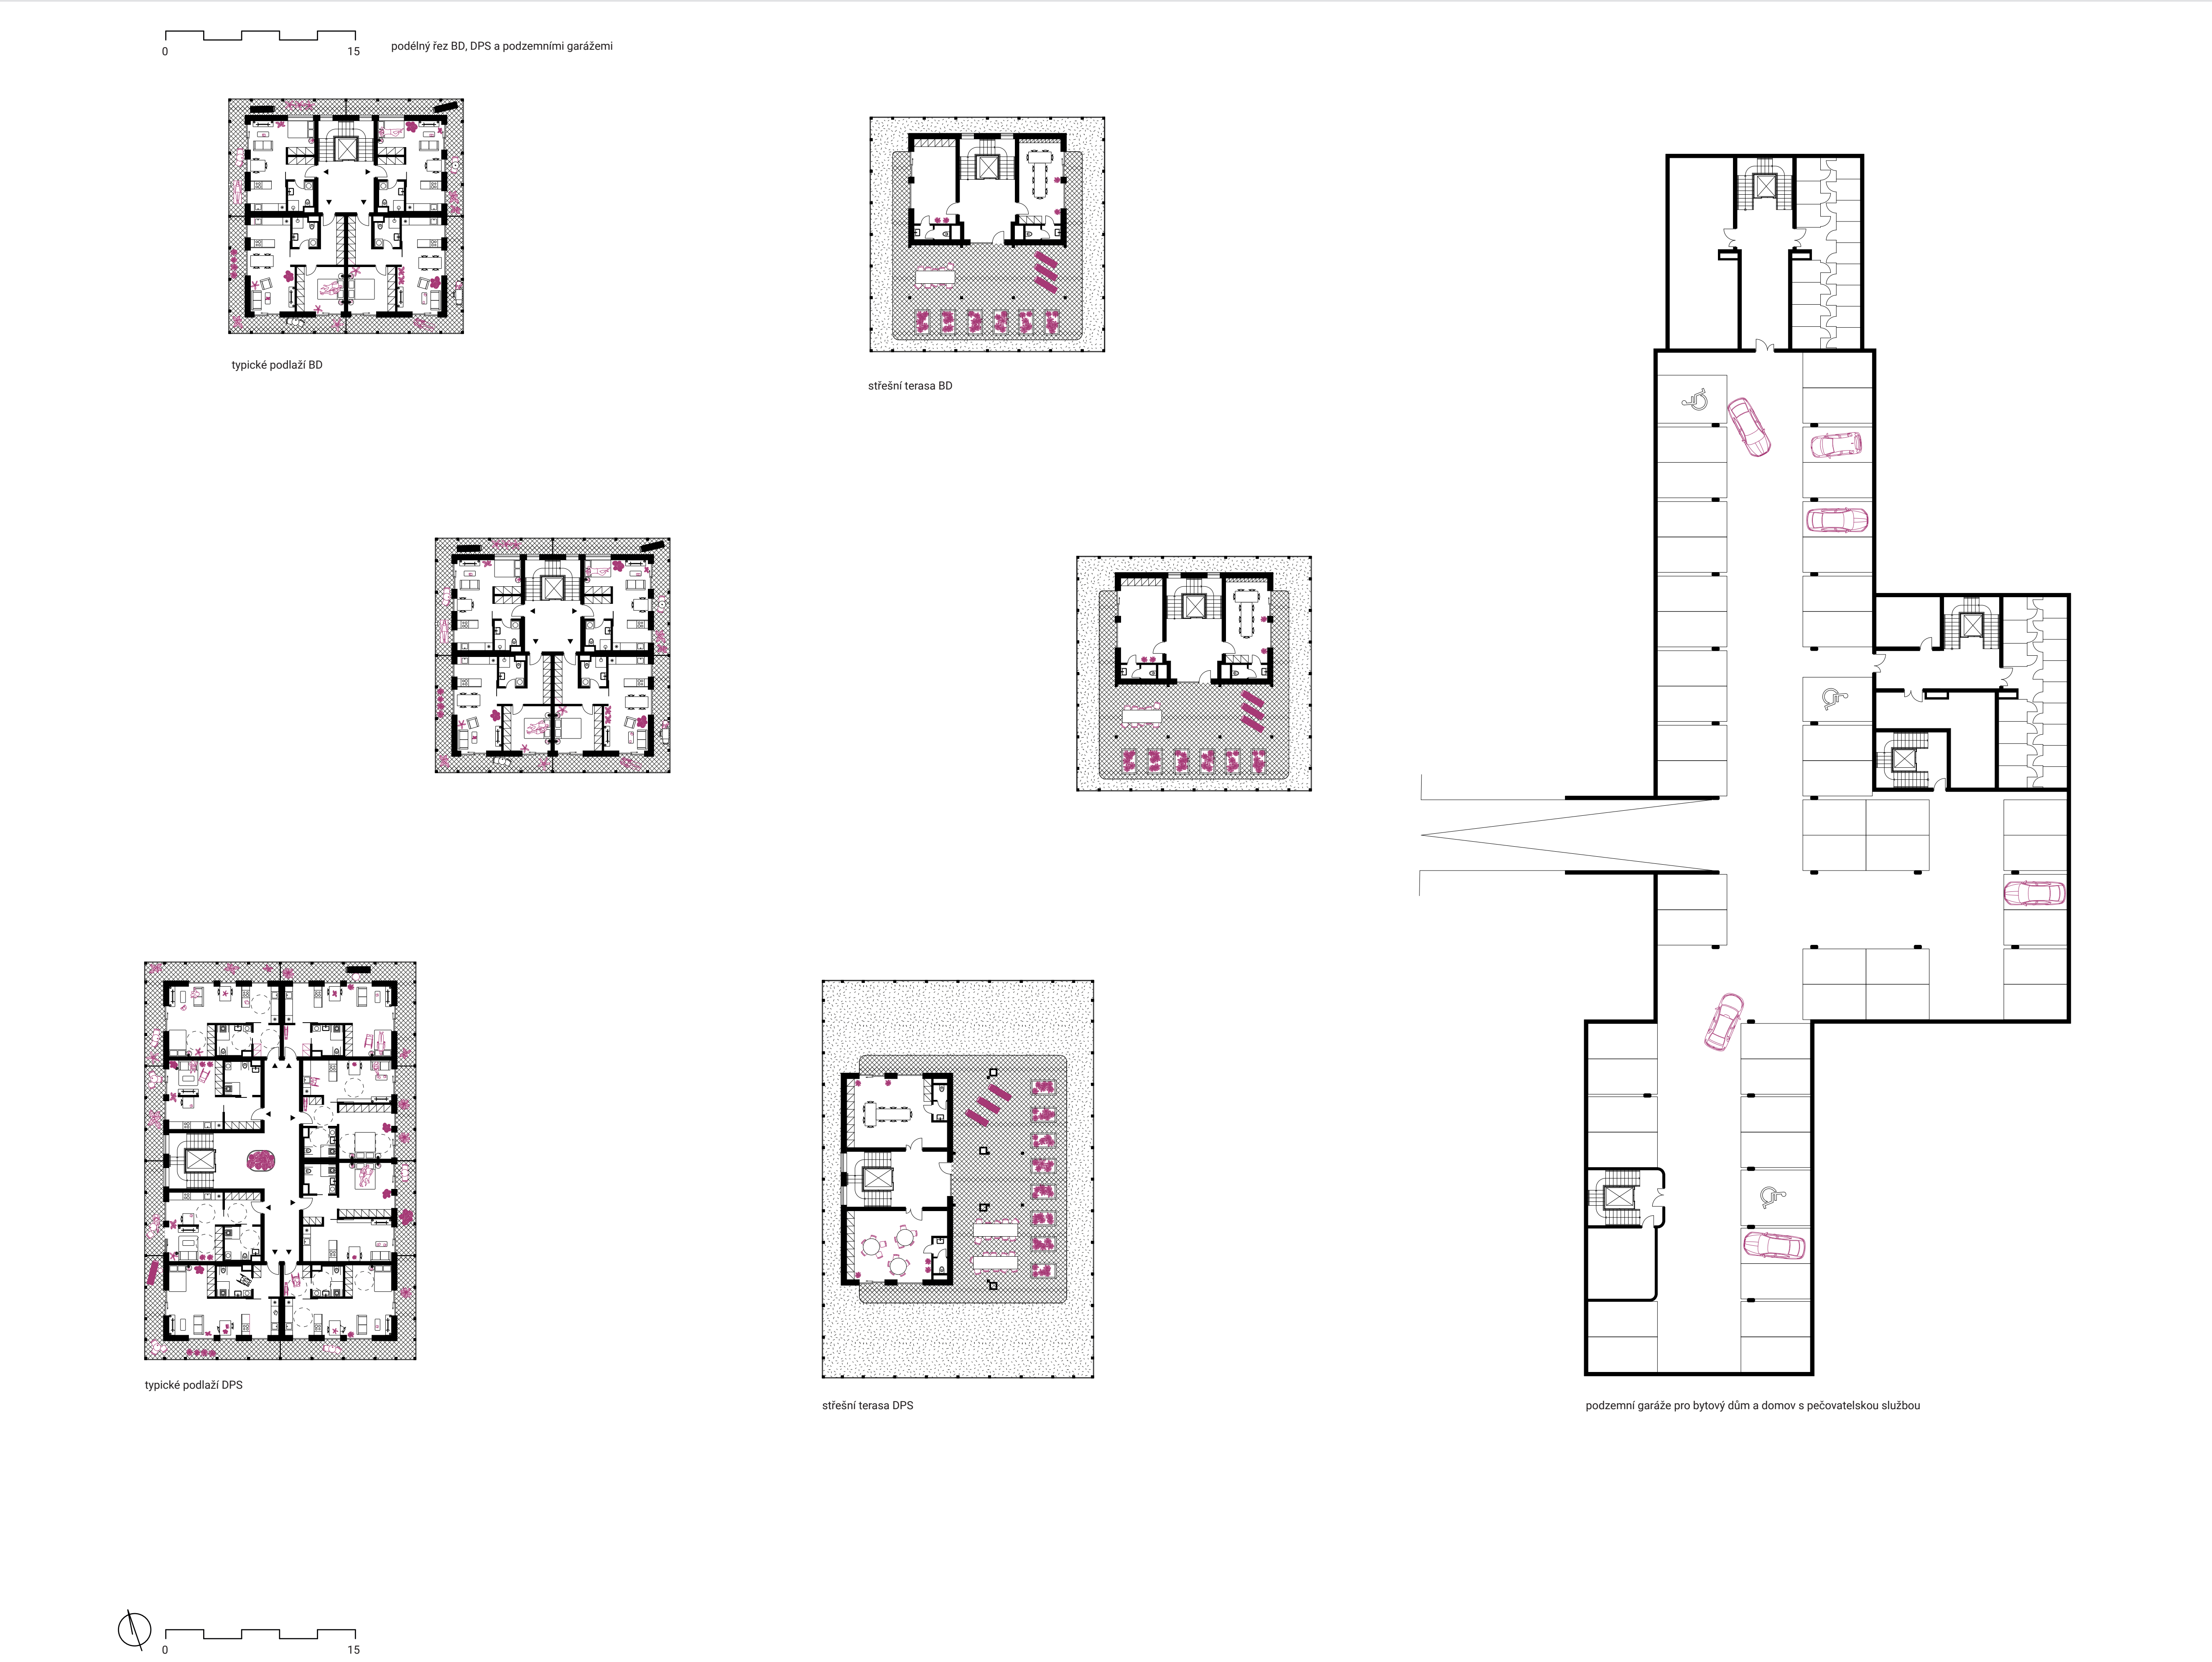 0 15 podélný řez BD, DPS a podzemními garážemi
typické podlaží BD
střešní terasa BD
typické podlaží DPS
střešní terasa DPS
podzemní garáže pro bytový dům a domov s pečovatelskou službou
0 15